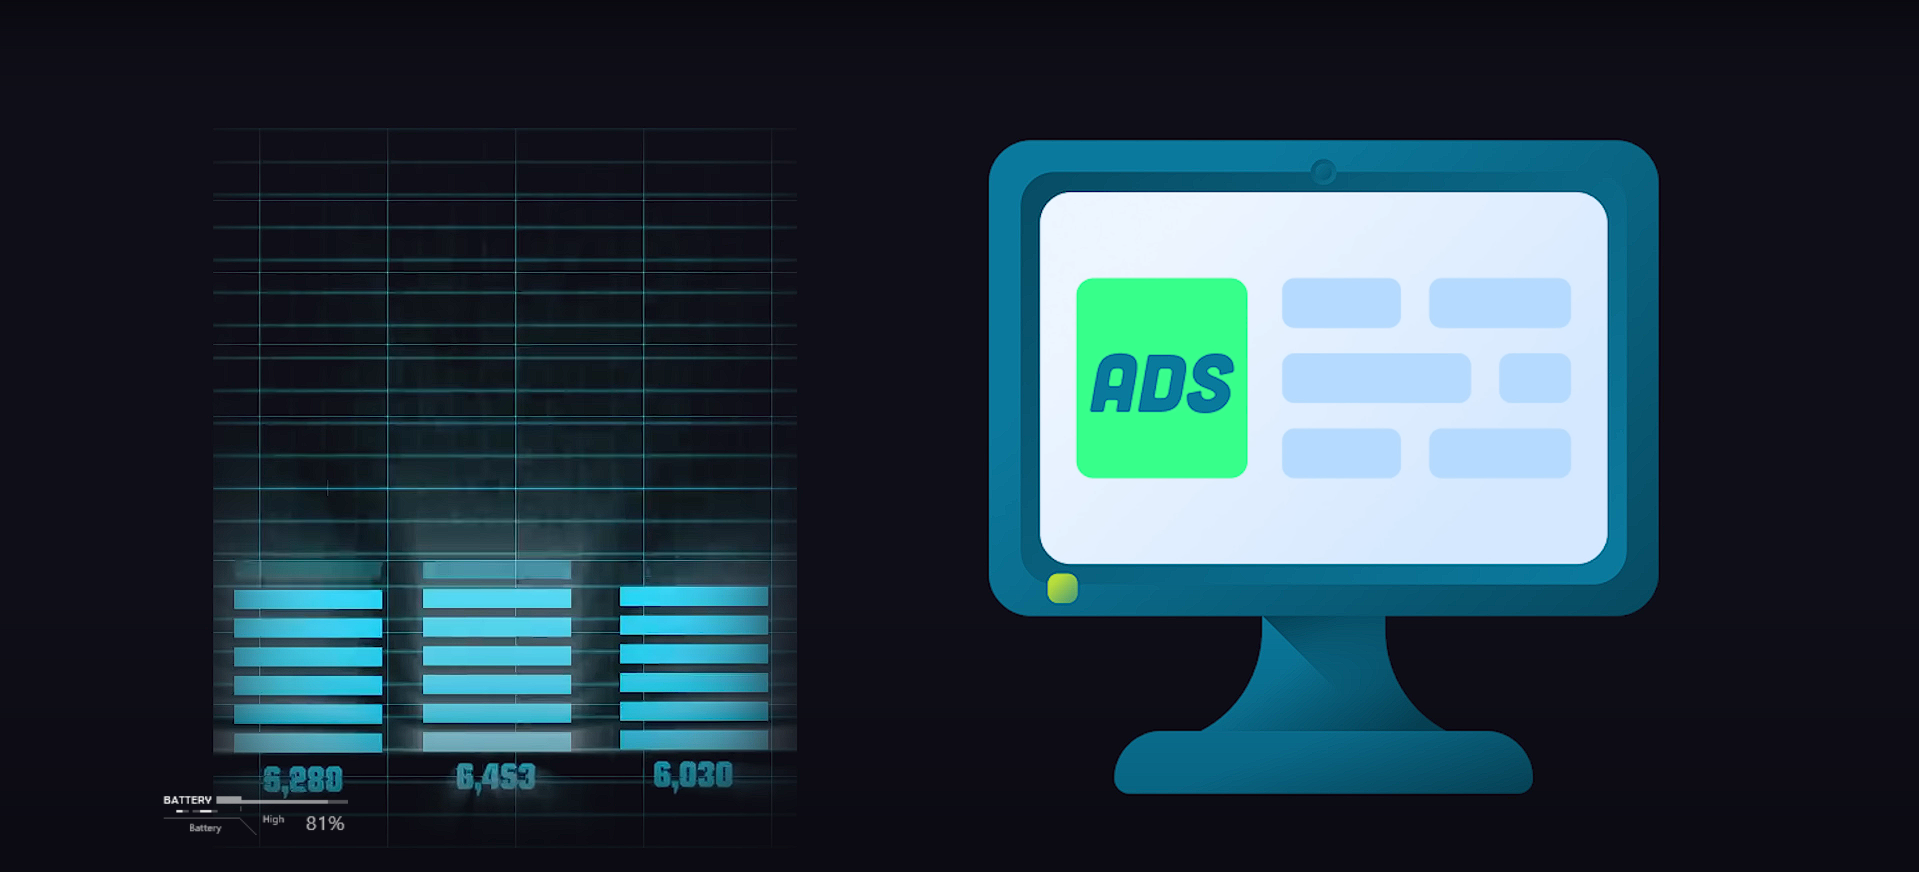 6,280
6,453
6,030
BATTERY
Battery
High
81%
ADS